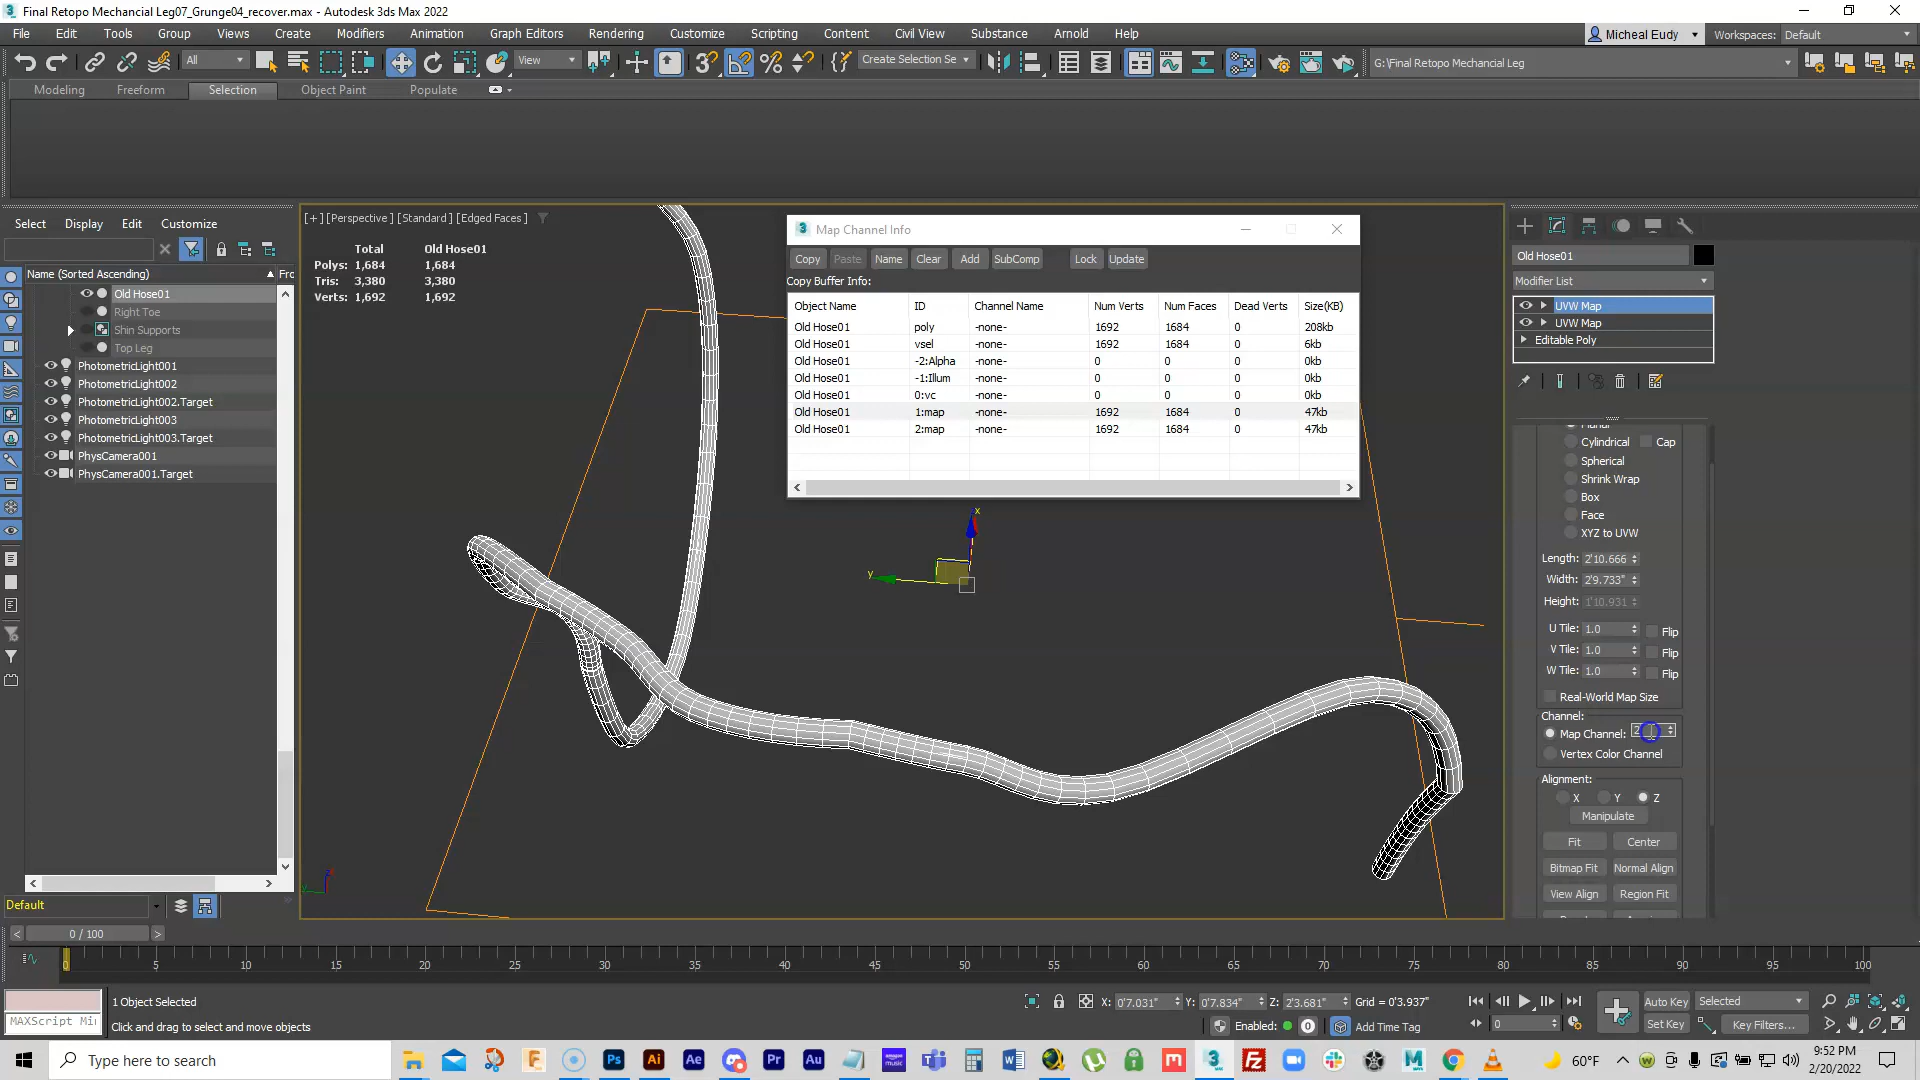 Final Retopo Mechancial Leg07_Grunge04_recover.max - Autodesk 3ds Max 2022
File Edit Tools Group Views Create Modifiers Animation Graph Editors Rendering Customize Scripting Content Civil View Substance Arnold Help
Micheal Eudy Workspaces: Default
All View Create Selection Se G:\Final Retopo Mechancial Leg
Modeling Freeform Selection Object Paint Populate
Select Display Edit Customize
Name (Sorted Ascending) Fro
Old Hose01
Right Toe
Shin Supports
Top Leg
PhotometricLight001
PhotometricLight002
PhotometricLight002.Target
PhotometricLight003
PhotometricLight003.Target
PhysCamera001
PhysCamera001.Target
Default
[+] [Perspective] [Standard] [Edged Faces]
Total Old Hose01
Polys: 1,684 1,684
Tris: 3,380 3,380
Verts: 1,692 1,692
x
y
Map Channel Info
Copy Paste Name Clear Add SubComp Lock Update
Copy Buffer Info:
Object Name ID Channel Name Num Verts Num Faces Dead Verts Size(KB)
Old Hose01 poly -none- 1692 1684 0 208kb
Old Hose01 vsel -none- 1692 1684 0 6kb
Old Hose01 -2:Alpha -none- 0 0 0 0kb
Old Hose01 -1:Illum -none- 0 0 0 0kb
Old Hose01 0:vc -none- 0 0 0 0kb
Old Hose01 1:map -none- 1692 1684 0 47kb
Old Hose01 2:map -none- 1692 1684 0 47kb
Old Hose01
Modifier List
UVW Map
UVW Map
Editable Poly
Planar
Cylindrical Cap
Spherical
Shrink Wrap
Box
Face
XYZ to UVW
Length: 2'10.666
Width: 2'9.733"
Height: 1'10.931
U Tile: 1.0 Flip
V Tile: 1.0 Flip
W Tile: 1.0 Flip
Real-World Map Size
Channel:
Map Channel: 2
Vertex Color Channel
Alignment:
X Y Z
Manipulate
Fit Center
Bitmap Fit Normal Align
View Align Region Fit
0 / 100
0 5 10 15 20 25 30 35 40 45 50 55 60 65 70 75 80 85 90 95 100
1 Object Selected
X: 0'7.031" Y: 0'7.834" Z: 2'3.681" Grid = 0'3.937"
Auto Key Selected
MAXScript Mi
Click and drag to select and move objects
Enabled: 0 Add Time Tag
0 Set Key Key Filters...
Type here to search
60°F
9:52 PM
2/20/2022